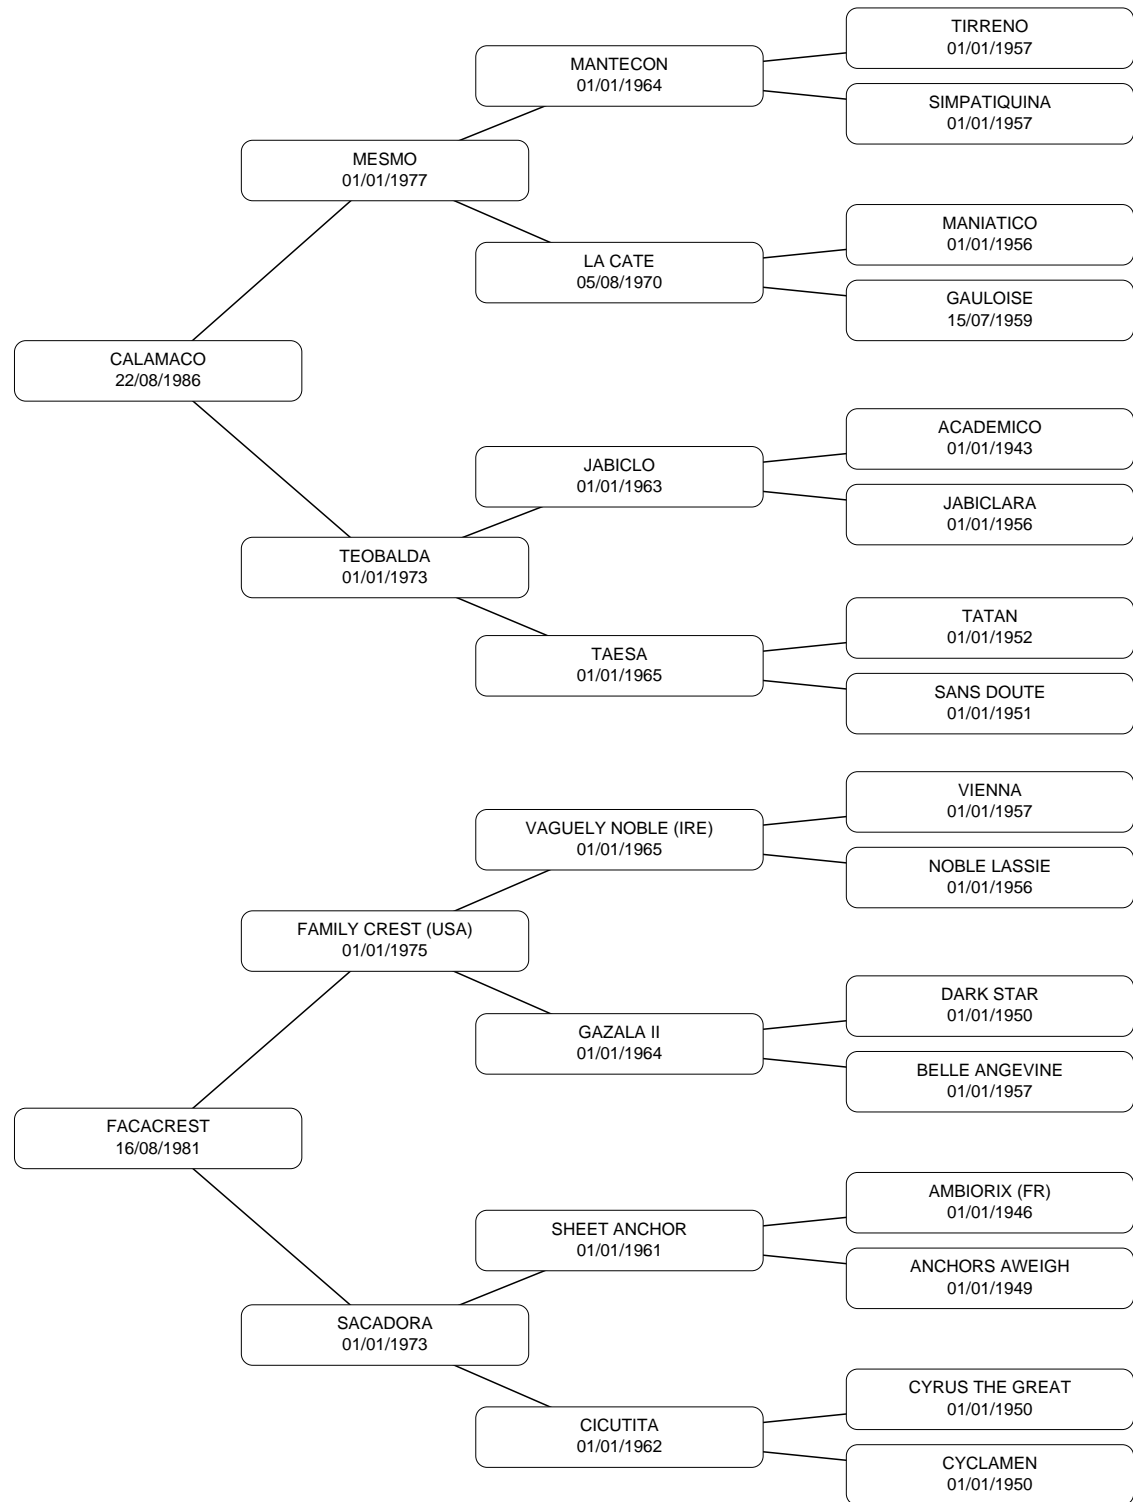 TIRRENO
01/01/1957
MANTECON
01/01/1964
SIMPATIQUINA
01/01/1957
MESMO
01/01/1977
MANIATICO
01/01/1956
LA CATE
05/08/1970
GAULOISE
15/07/1959
CALAMACO
22/08/1986
ACADEMICO
01/01/1943
JABICLO
01/01/1963
JABICLARA
01/01/1956
TEOBALDA
01/01/1973
TATAN
01/01/1952
TAESA
01/01/1965
SANS DOUTE
01/01/1951
VIENNA
01/01/1957
VAGUELY NOBLE (IRE)
01/01/1965
NOBLE LASSIE
01/01/1956
FAMILY CREST (USA)
01/01/1975
DARK STAR
01/01/1950
GAZALA II
01/01/1964
BELLE ANGEVINE
01/01/1957
FACACREST
16/08/1981
AMBIORIX (FR)
01/01/1946
SHEET ANCHOR
01/01/1961
ANCHORS AWEIGH
01/01/1949
SACADORA
01/01/1973
CYRUS THE GREAT
01/01/1950
CICUTITA
01/01/1962
CYCLAMEN
01/01/1950